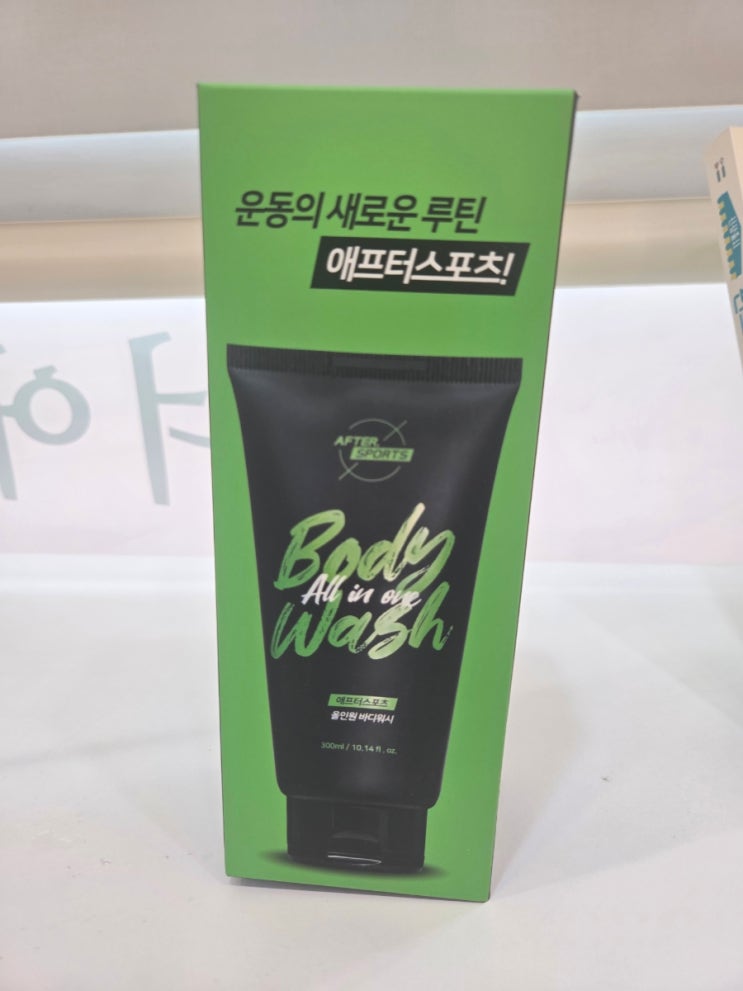 운동의 새로운 루틴
애프터스포츠!
AFTER
SPORTS
Body
All in one
Wash
애프터스포츠
올인원 바디워시
300ml / 10.14 fl. oz.